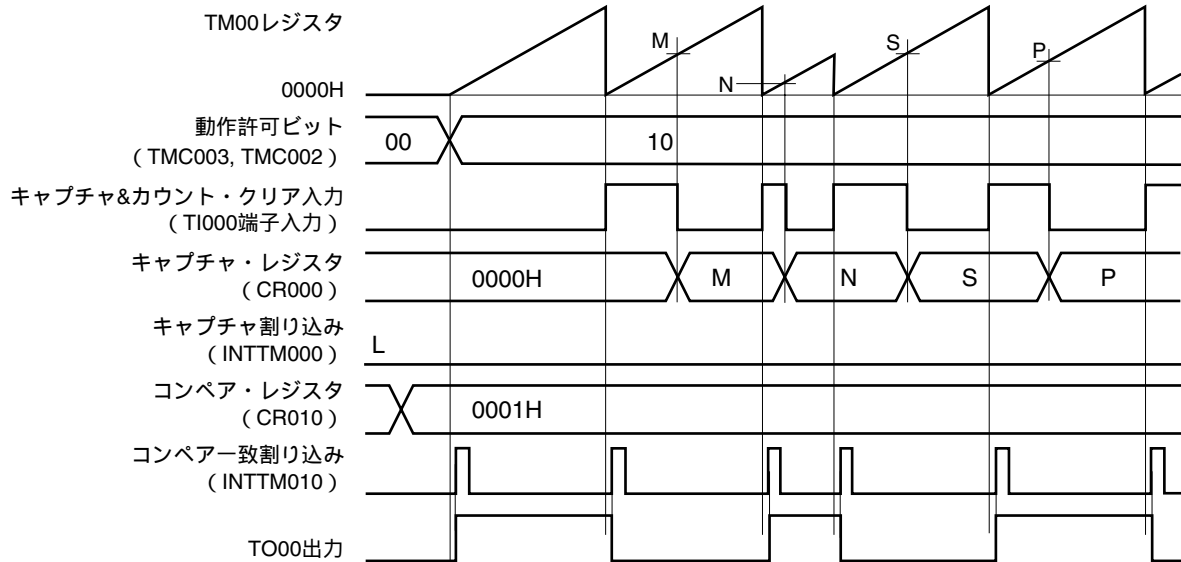 TM00レジスタ
M
S
P
N
0000H
動作許可ビット
（TMC003, TMC002）
00
10
キャプチャ&カウント・クリア入力
（TI000端子入力）
キャプチャ・レジスタ
（CR000）
0000H
M
N
S
P
キャプチャ割り込み
（INTTM000）
L
コンペア・レジスタ
（CR010）
0001H
コンペア一致割り込み
（INTTM010）
TO00出力